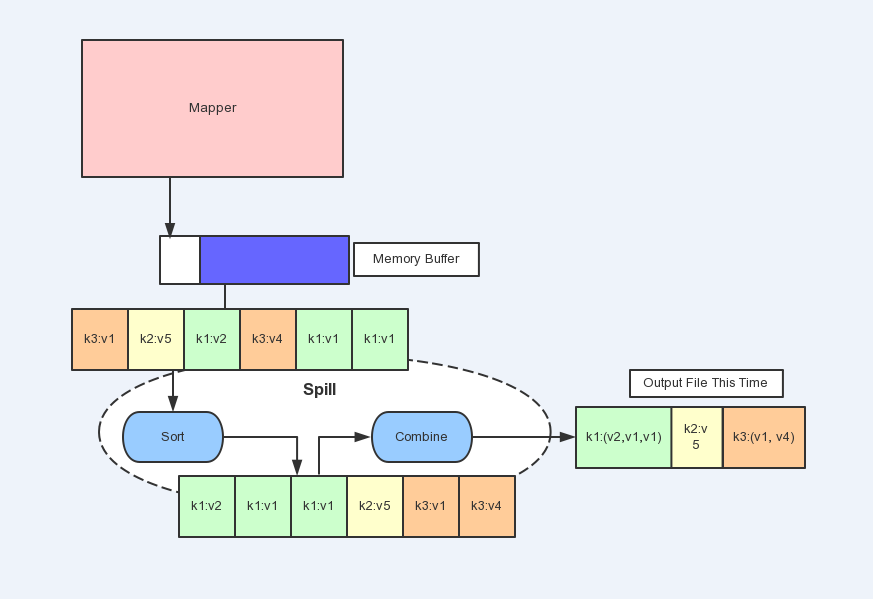 Mapper
Memory Buffer
k3:v1 k2:v5 k1:v2 k3:v4 k1:v1 k1:v1
Spill
Output File This Time
Sort
Combine
k1:(v2,v1,v1)
k2:v
5
k3:(v1, v4)
k1:v2 k1:v1 k1:v1 k2:v5 k3:v1 k3:v4